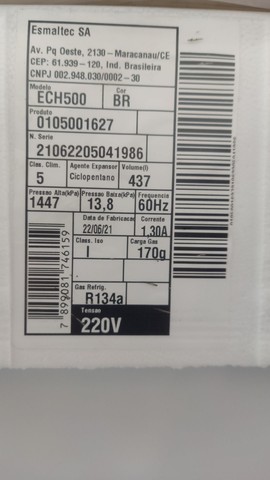 Esmaltec SA
Av. Pq Oeste, 2130-Maracanau/CE
CEP: 61.939-120, Ind. Brasileira
CNPJ 002.948.030/0002-30
Modelo Cor
ECH500 BR
Produto
0105001627
N. Serie
21062205041986
Clas. Clim. Agente Expansor Volume(l)
5 Ciclopentano 437
Pressao Alta(kPa) Pressao Baixa(kPa) Frequencia
1447 13,8 60Hz
Data de Fabricacao Corrente
22/06/21 1,30A
Class. Iso Carga Gas
I 170g
Gas Refrig.
R134a
Tensao
220V
7 899081 746159